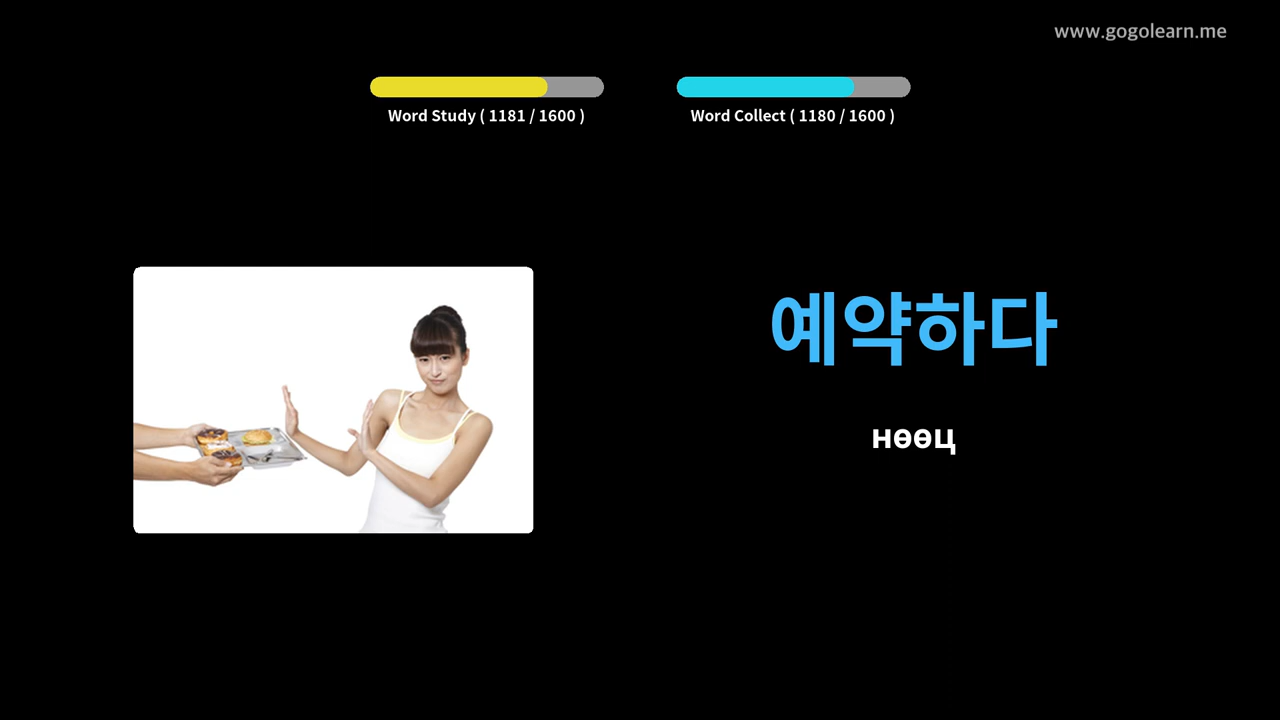 www.gogolearn.me
Word Study ( 1181 / 1600 )
Word Collect ( 1180 / 1600 )
예약하다
нөөц